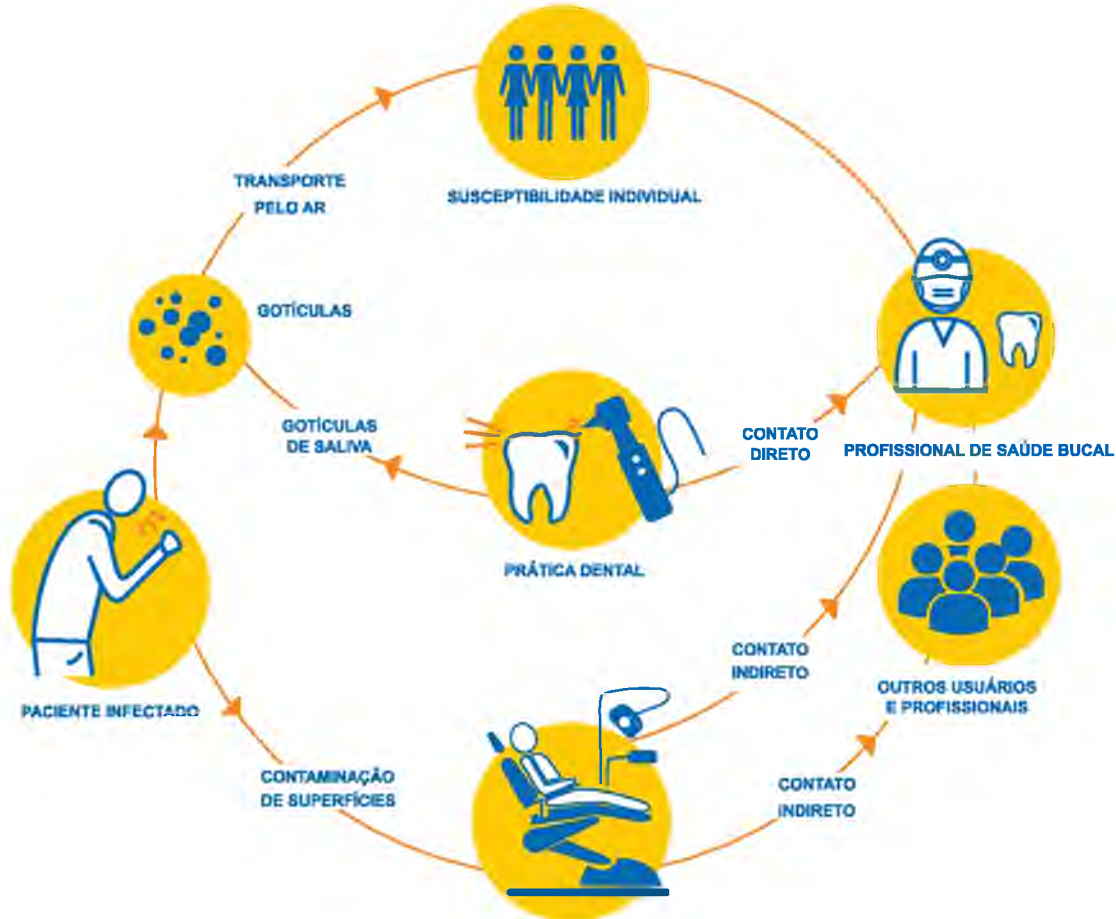 TRANSPORTE
PELO AR
SUSCEPTIBILIDADE INDIVIDUAL
GOTÍCULAS
GOTÍCULAS
DE SALIVA
CONTATO
DIRETO
PROFISSIONAL DE SAÚDE BUCAL
PRÁTICA DENTAL
CONTATO
INDIRETO
OUTROS USUÁRIOS
E PROFISSIONAIS
PACIENTE INFECTADO
CONTAMINAÇÃO
DE SUPERFÍCIES
CONTATO
INDIRETO